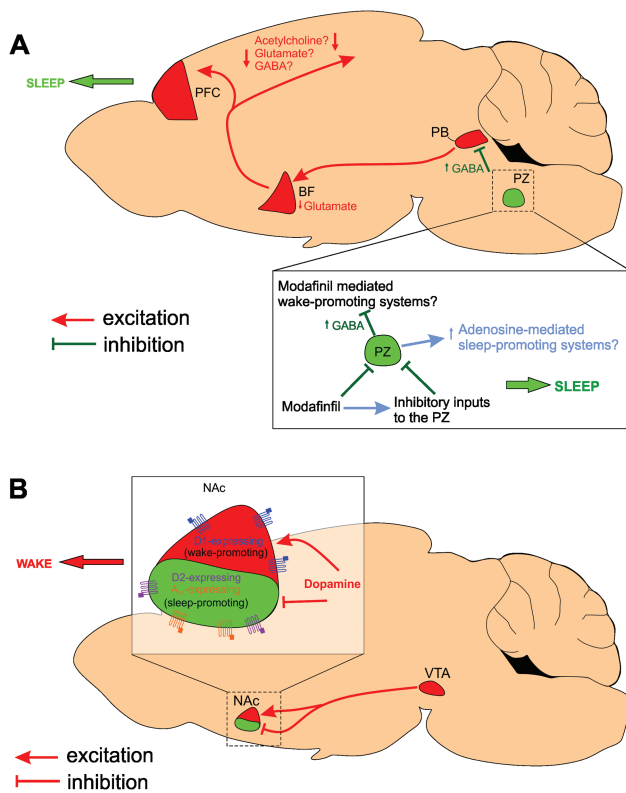 A
Acetylcholine?
Glutamate?
GABA?
SLEEP
PFC
PB
GABA
PZ
BF
Glutamate
Modafinil mediated
wake-promoting systems?
GABA
PZ
Adenosine-mediated
sleep-promoting systems?
SLEEP
Modafinfil
Inhibitory inputs
to the PZ
excitation
inhibition
B
NAc
D1-expressing
(wake-promoting)
WAKE
D2-expressing
-expressing
(sleep-promoting)
Dopamine
VTA
NAc
excitation
inhibition